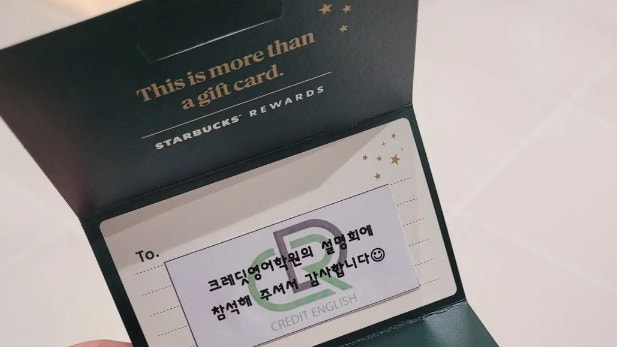 This is more than
a gift card.
STARBUCKS® REWARDS
To.
크레딧영어학원의 설명회에
참석해 주셔서 감사합니다☺
CREDIT ENGLISH